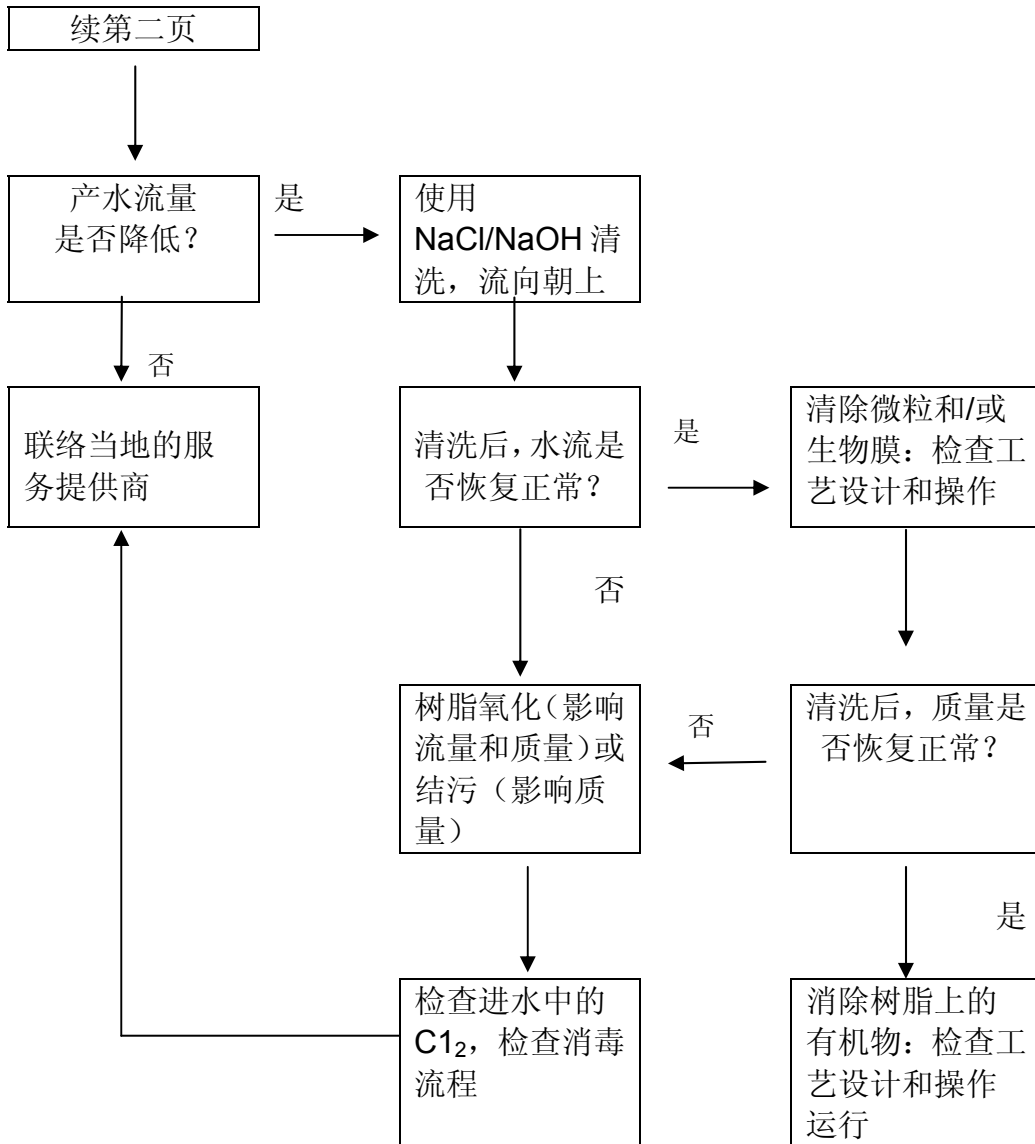 续第二页
产水流量
是否降低?
是
使用
NaCl/NaOH 清
洗，流向朝上
否
联络当地的服
务提供商
清洗后，水流是
否恢复正常?
是
清除微粒和/或
生物膜：检查工
艺设计和操作
否
树脂氧化（影响
流量和质量）或
结污（影响质
量）
否
清洗后，质量是
否恢复正常?
是
检查进水中的
C1₂，检查消毒
流程
消除树脂上的
有机物：检查工
艺设计和操作
运行